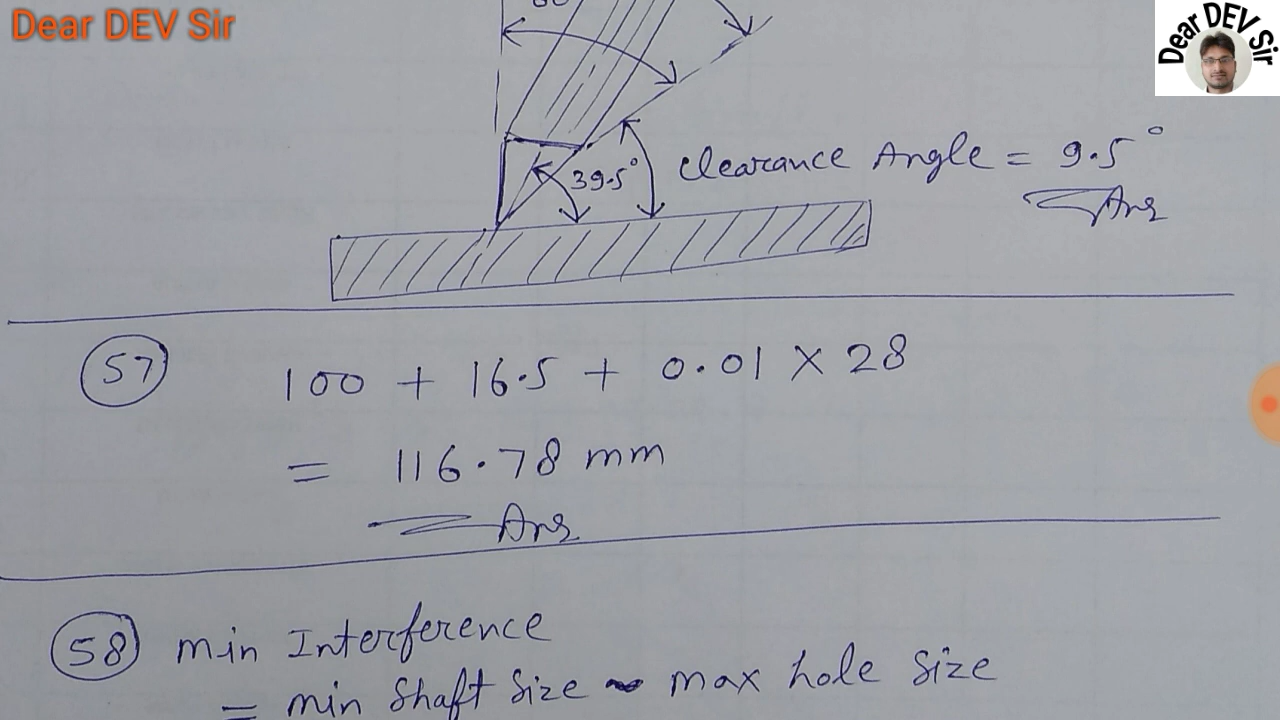 Dear DEV Sir
Dear DEV Sir
39.5°
Clearance Angle = 9.5°
Ans
57
100 + 16.5 + 0.01 × 28
= 116.78 mm
Ans
58 min Interference
= min shaft size ~ max hole size